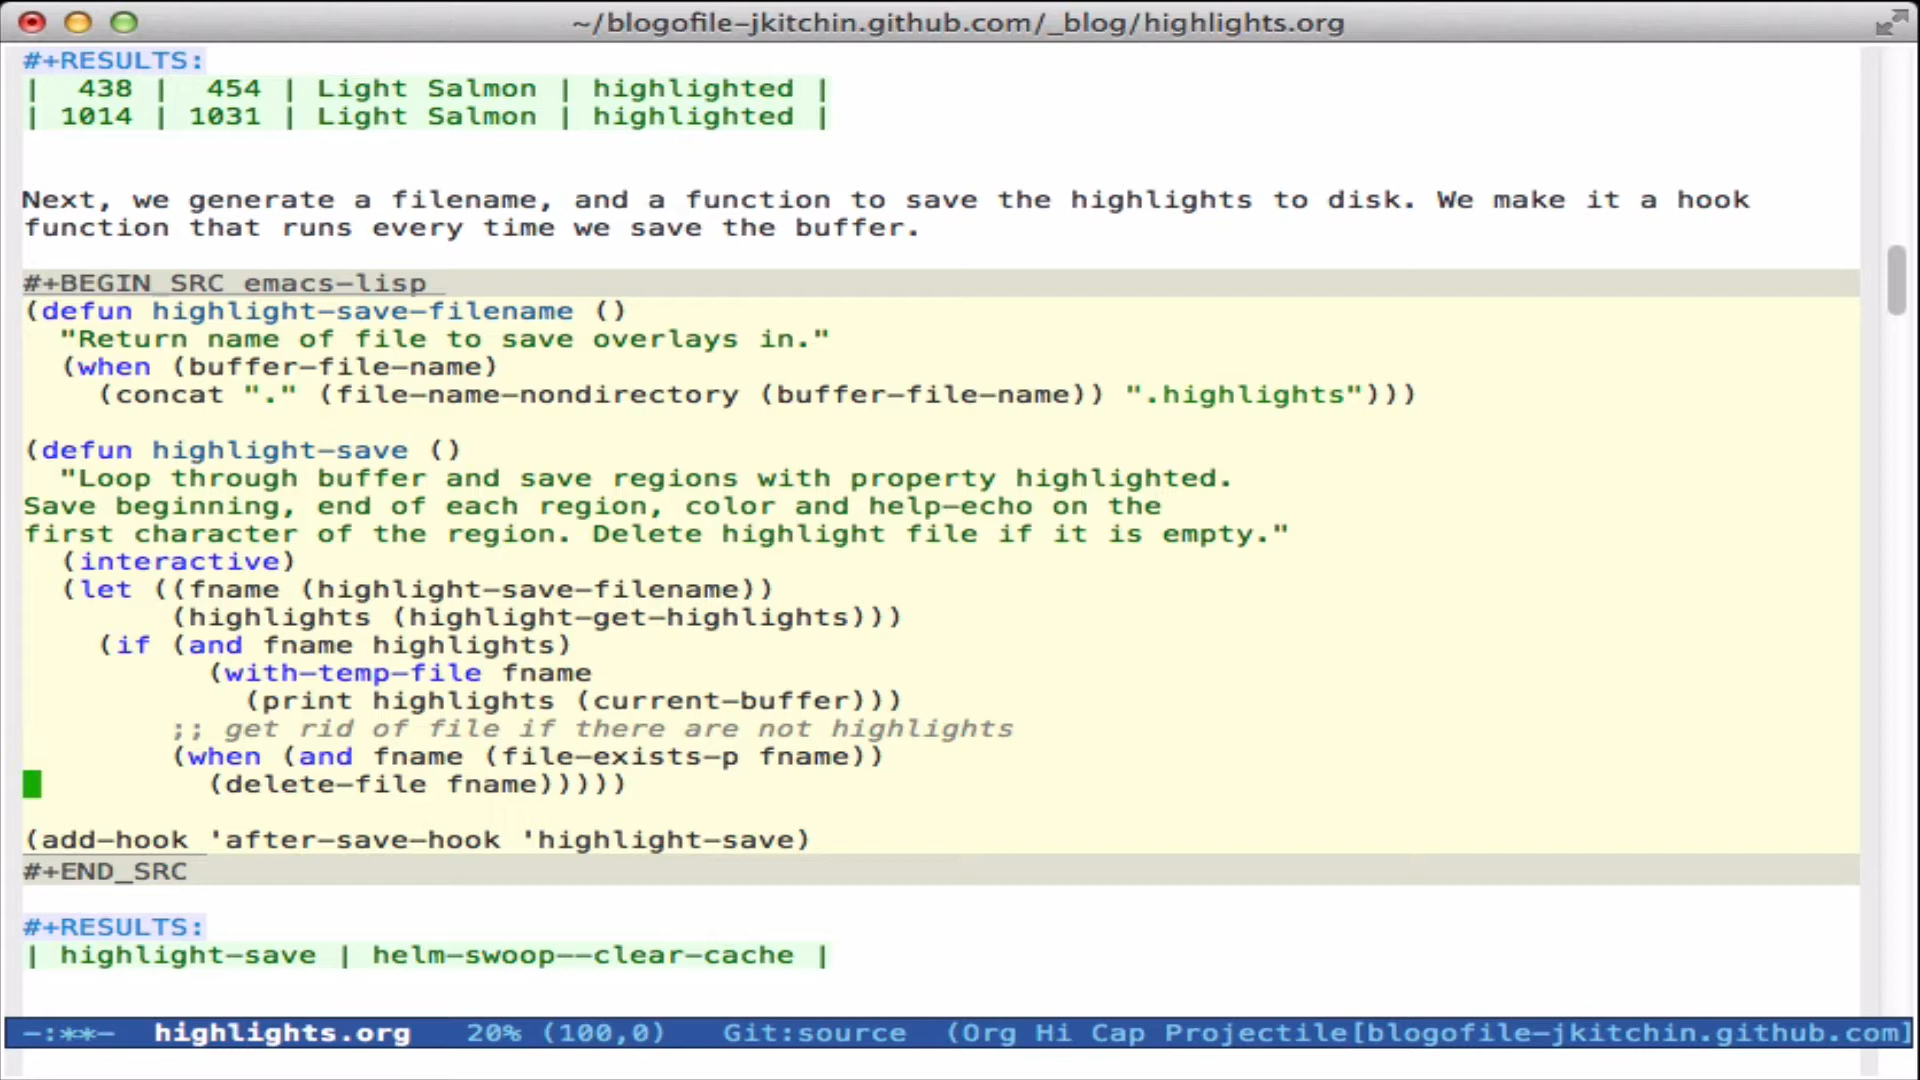 ~/blogofile-jkitchin.github.com/_blog/highlights.org
#+RESULTS:
|  438 |  454 | Light Salmon | highlighted |
| 1014 | 1031 | Light Salmon | highlighted |
Next, we generate a filename, and a function to save the highlights to disk. We make it a hook
function that runs every time we save the buffer.
#+BEGIN_SRC emacs-lisp
(defun highlight-save-filename ()
  "Return name of file to save overlays in."
  (when (buffer-file-name)
    (concat "." (file-name-nondirectory (buffer-file-name)) ".highlights")))
(defun highlight-save ()
  "Loop through buffer and save regions with property highlighted.
Save beginning, end of each region, color and help-echo on the
first character of the region. Delete highlight file if it is empty."
  (interactive)
  (let ((fname (highlight-save-filename))
        (highlights (highlight-get-highlights)))
    (if (and fname highlights)
          (with-temp-file fname
            (print highlights (current-buffer)))
        ;; get rid of file if there are not highlights
        (when (and fname (file-exists-p fname))
          (delete-file fname)))))
(add-hook 'after-save-hook 'highlight-save)
#+END_SRC
#+RESULTS:
| highlight-save | helm-swoop--clear-cache |
-:**-  highlights.org   20% (100,0)   Git:source  (Org Hi Cap Projectile[blogofile-jkitchin.github.com]